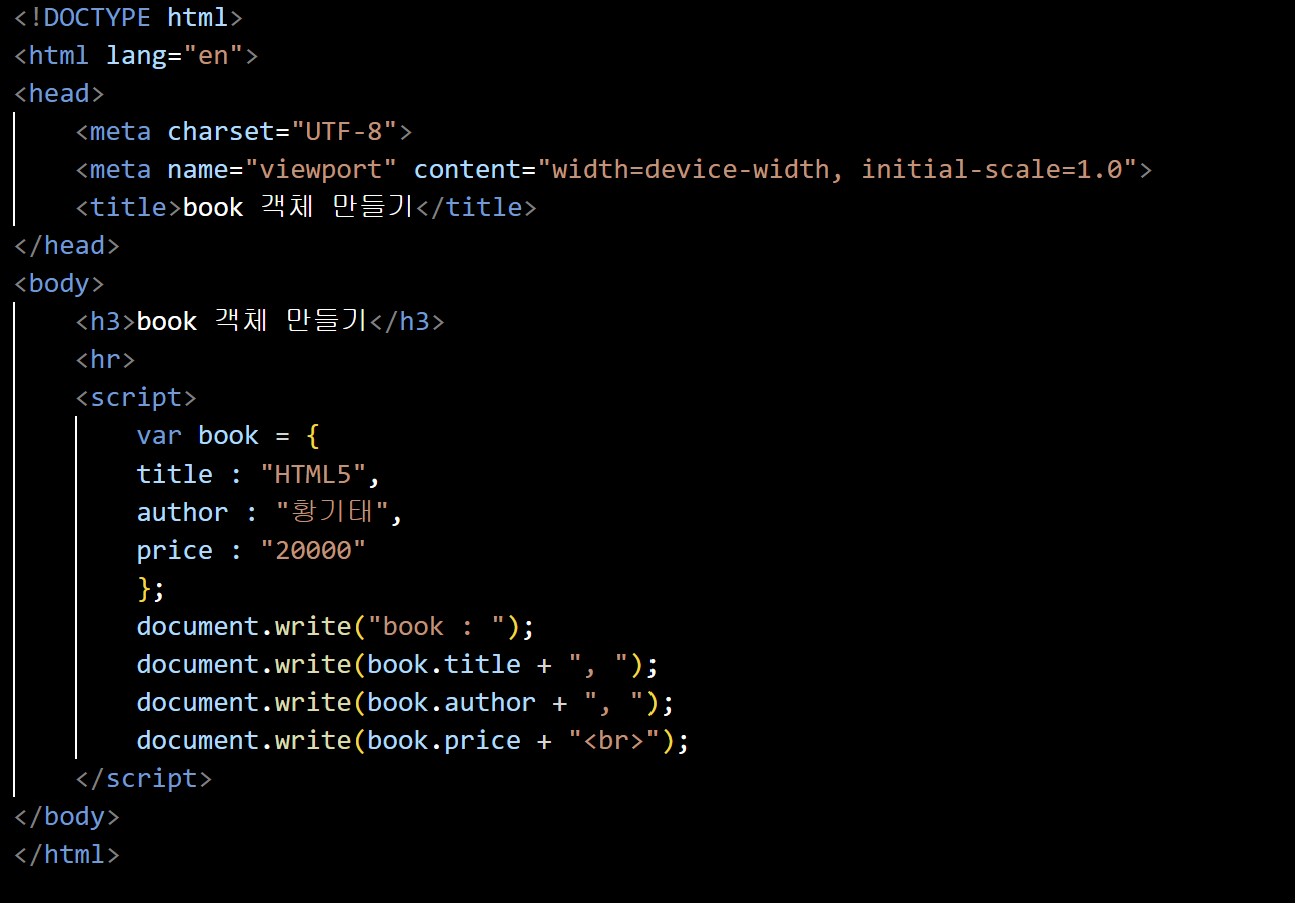 <!DOCTYPE html>
<html lang="en">
<head>
    <meta charset="UTF-8">
    <meta name="viewport" content="width=device-width, initial-scale=1.0">
    <title>book 객체 만들기</title>
</head>
<body>
    <h3>book 객체 만들기</h3>
    <hr>
    <script>
        var book = {
        title : "HTML5",
        author : "황기태",
        price : "20000"
        };
        document.write("book : ");
        document.write(book.title + ", ");
        document.write(book.author + ", ");
        document.write(book.price + "<br>");
    </script>
</body>
</html>